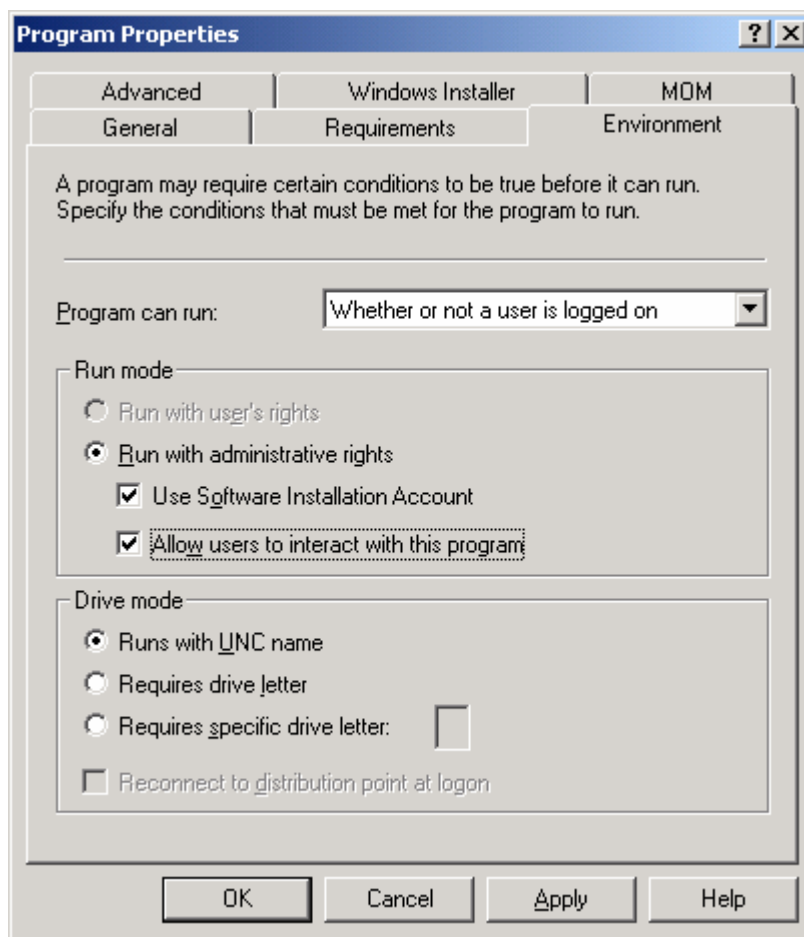 Program Properties
Advanced
Windows Installer
MOM
General
Requirements
Environment
A program may require certain conditions to be true before it can run.
Specify the conditions that must be met for the program to run.
Program can run:
Whether or not a user is logged on
Run mode
Run with user's rights
Run with administrative rights
Use Software Installation Account
Allow users to interact with this program
Drive mode
Runs with UNC name
Requires drive letter
Requires specific drive letter:
Reconnect to distribution point at logon
OK
Cancel
Apply
Help